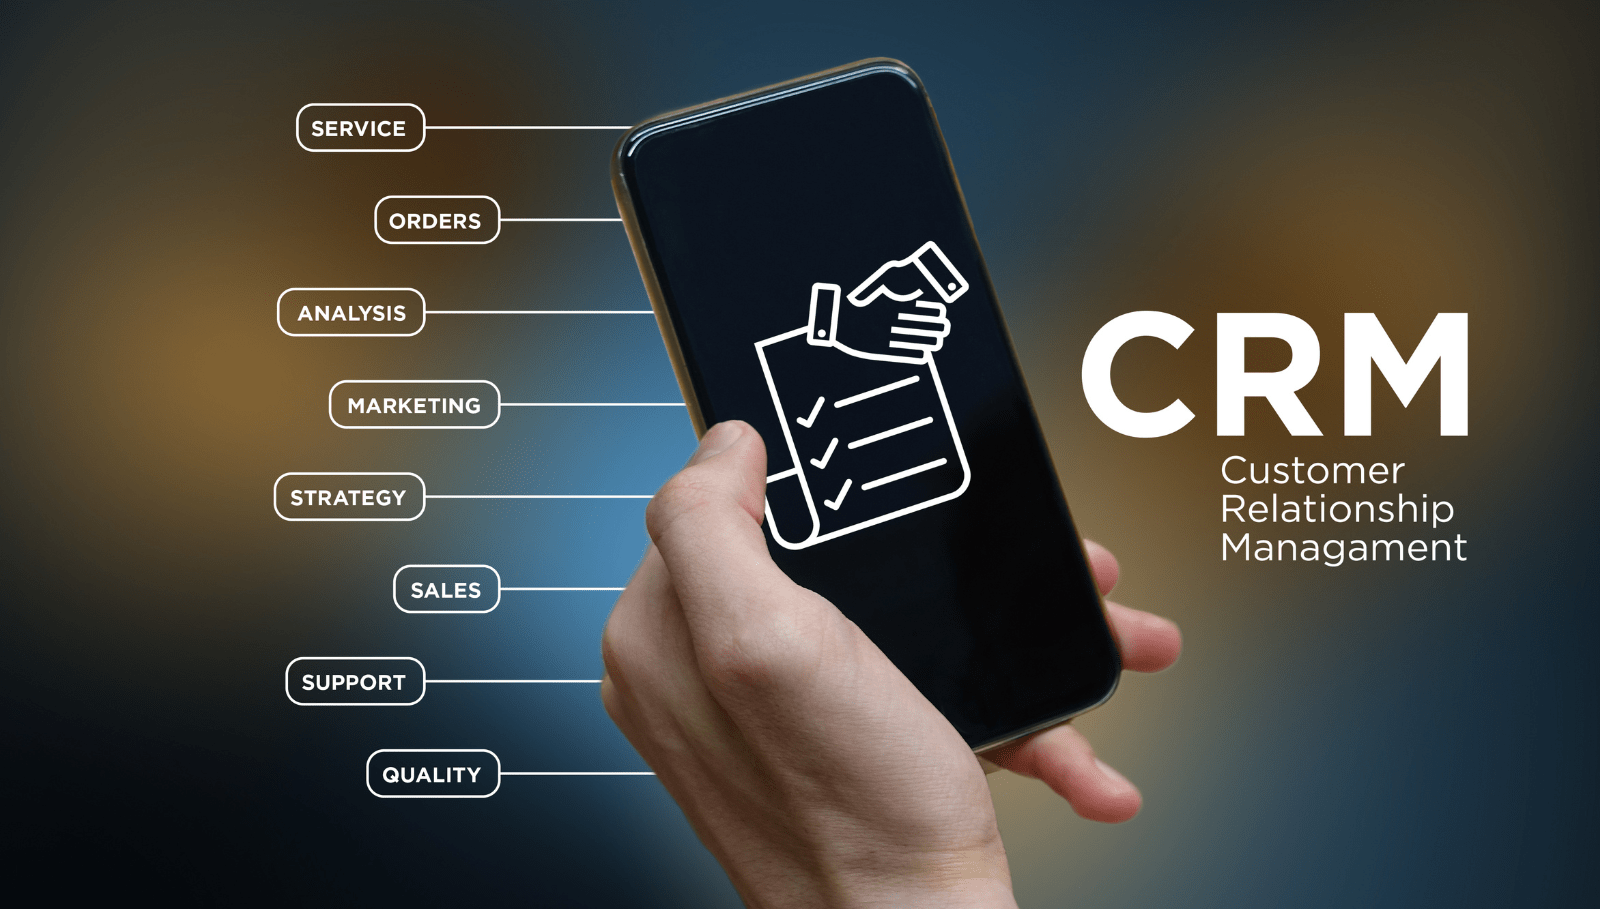 SERVICE
ORDERS
ANALYSIS
MARKETING
STRATEGY
SALES
SUPPORT
QUALITY
CRM
Customer
Relationship
Managament